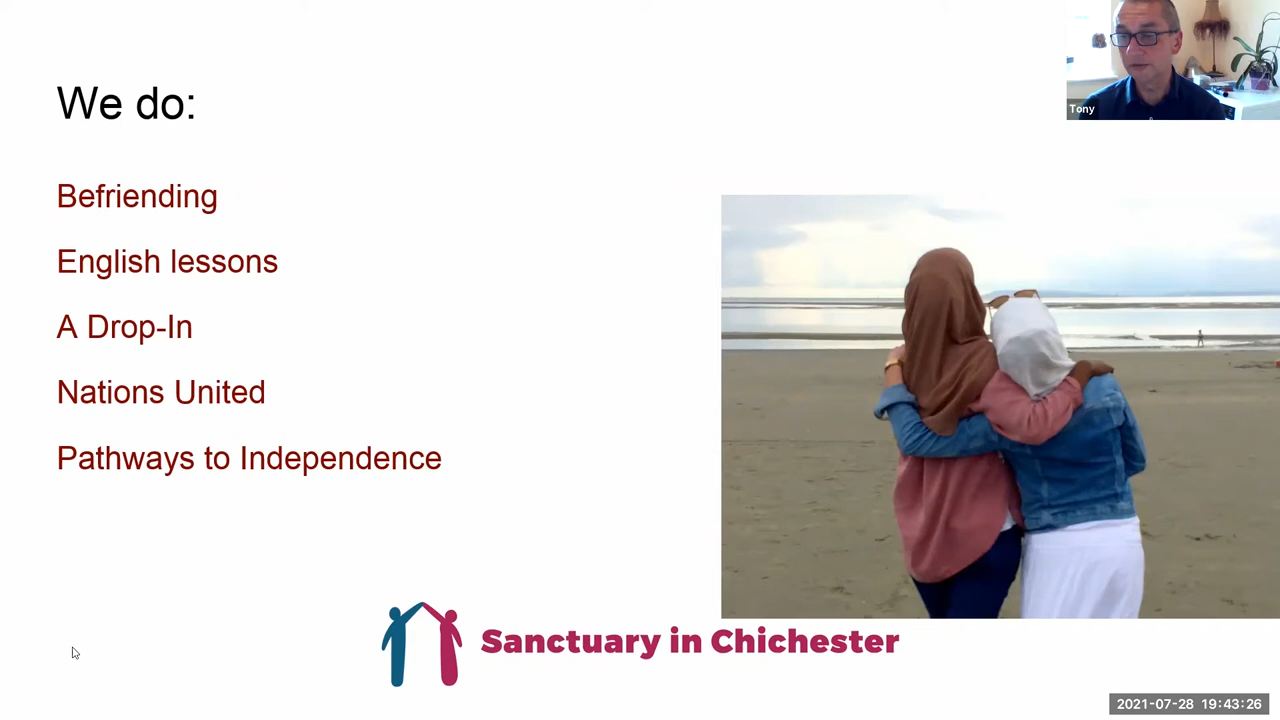 We do:
Befriending
English lessons
A Drop-In
Nations United
Pathways to Independence
Sanctuary in Chichester
Tony
2021-07-28 19:43:26